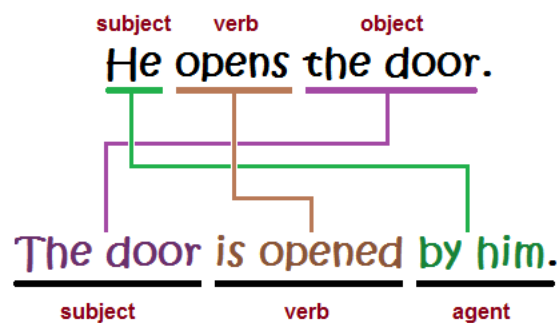 subject verb object
He opens the door.
The door is opened by him.
subject verb agent